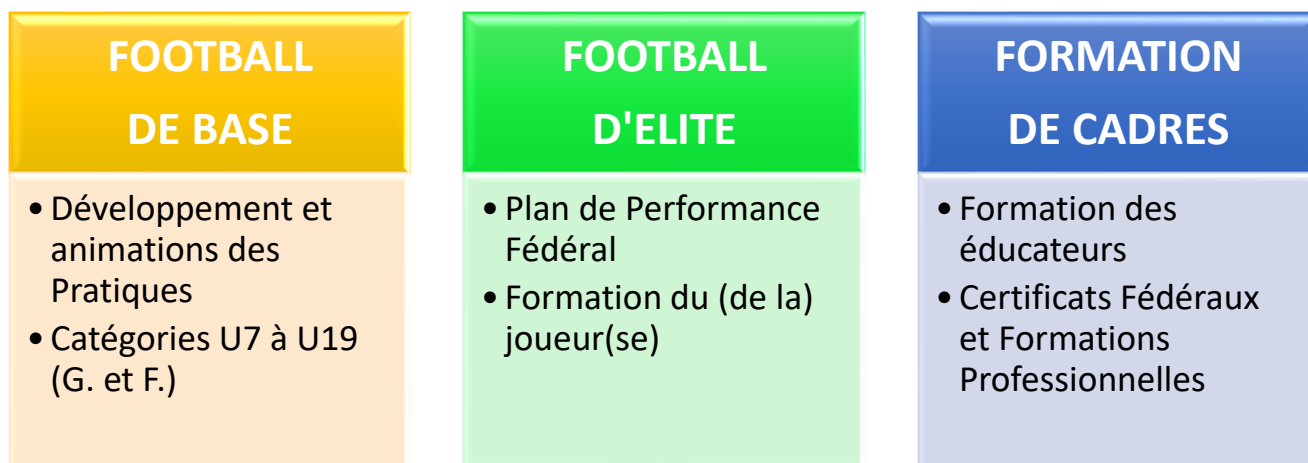 FOOTBALL
DE BASE
• Développement et
animations des
Pratiques
• Catégories U7 à U19
(G. et F.)
FOOTBALL
D'ELITE
• Plan de Performance
Fédéral
• Formation du (de la)
joueur(se)
FORMATION
DE CADRES
• Formation des
éducateurs
• Certificats Fédéraux
et Formations
Professionnelles